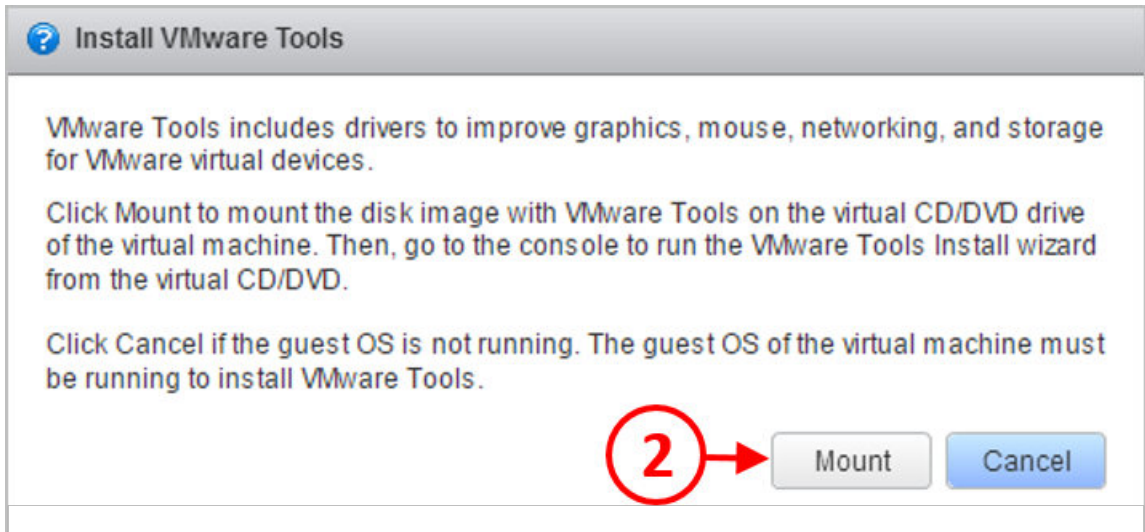 Install VMware Tools
VMware Tools includes drivers to improve graphics, mouse, networking, and storage
for VMware virtual devices.
Click Mount to mount the disk image with VMware Tools on the virtual CD/DVD drive
of the virtual machine. Then, go to the console to run the VMware Tools Install wizard
from the virtual CD/DVD.
Click Cancel if the guest OS is not running. The guest OS of the virtual machine must
be running to install VMware Tools.
2 Mount Cancel